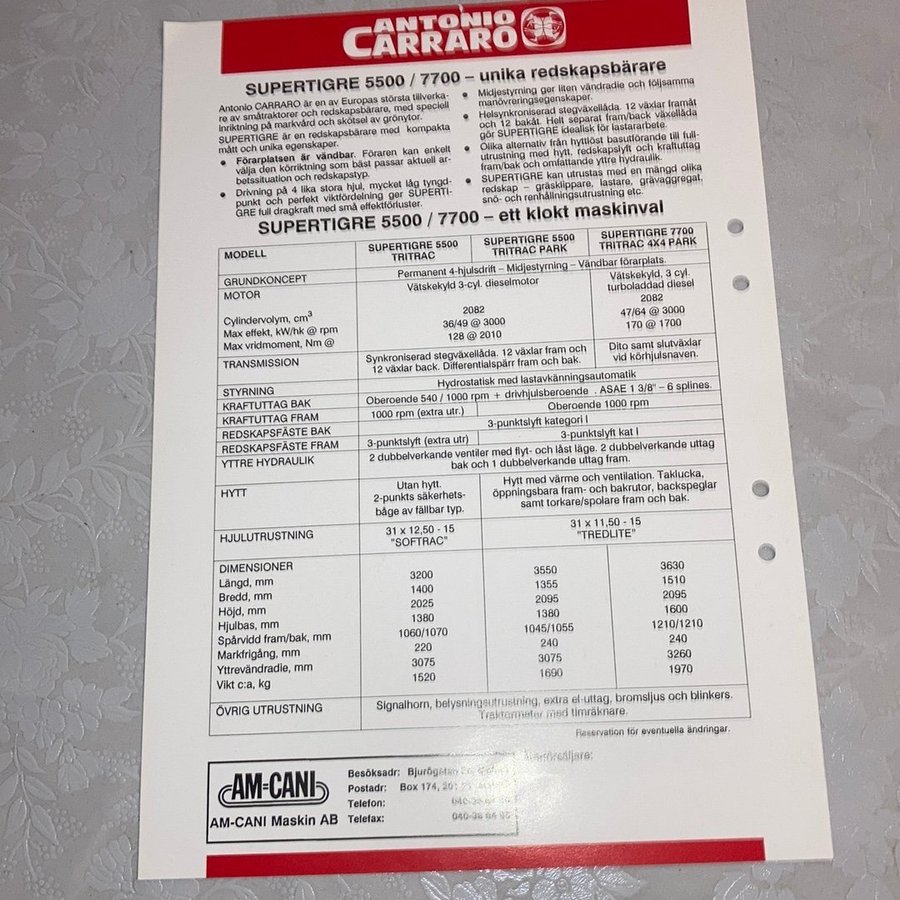 ANTONIO
CARRARO
SUPERTIGRE 5500 / 7700 – unika redskapsbärare
Antonio CARRARO är en av Europas största tillverka-
re av småtraktorer och redskapsbärare, med speciell
inriktning på markvård och skötsel av grönytor.
SUPERTIGRE är en redskapsbärare med kompakta
mått och unika egenskaper.
• Förarplatsen är vändbar. Föraren kan enkelt
välja den körriktning som bäst passar aktuell ar-
betssituation och redskapstyp.
• Drivning på 4 lika stora hjul, mycket låg tyngd-
punkt och perfekt viktfördelning ger SUPERTI-
GRE full dragkraft med små effektförluster.
• Midjestyrning ger liten vändradie och följsamma
manövreringsegenskaper.
• Helsynkroniserad stegväxellåda. 12 växlar framåt
och 12 bakåt. Helt separat fram/back växellåda
gör SUPERTIGRE idealisk för lastararbete.
• Olika alternativ från hyttlöst basutförande till full-
utrustning med hytt, redskapslyft och kraftuttag
fram/bak och omfattande yttre hydraulik.
• SUPERTIGRE kan utrustas med en mängd olika
redskap – gräsklippare, lastare, grävaggregat,
snö- och renhållningsutrustning etc.
SUPERTIGRE 5500 / 7700 – ett klokt maskinval
MODELL SUPERTIGRE 5500 TRITRAC SUPERTIGRE 5500 TRITRAC PARK SUPERTIGRE 7700 TRITRAC 4X4 PARK
GRUNDKONCEPT Permanent 4-hjulsdrift – Midjestyrning – Vändbar förarplats.
MOTOR Vätskekyld 3-cyl. dieselmotor Vätskekyld, 3 cyl. turboladdad diesel
Cylindervolym, cm3 2082 2082
Max effekt, kW/hk @ rpm 36/49 @ 3000 47/64 @ 3000
Max vridmoment, Nm @ 128 @ 2010 170 @ 1700
TRANSMISSION Synkroniserad stegväxellåda. 12 växlar fram och Dito samt slutväxlar
12 växlar back. Differentialspärr fram och bak. vid körhjulsnaven.
STYRNING Hydrostatisk med lastavkänningsautomatik
KRAFTUTTAG BAK Oberoende 540 / 1000 rpm + drivhjulsberoende . ASAE 1 3/8" – 6 splines.
KRAFTUTTAG FRAM 1000 rpm (extra utr.) Oberoende 1000 rpm
REDSKAPSFÄSTE BAK 3-punktslyft kategori I
REDSKAPSFÄSTE FRAM 3-punktslyft (extra utr) 3-punktslyft kat I
YTTRE HYDRAULIK 2 dubbelverkande ventiler med flyt- och låst läge. 2 dubbelverkande uttag
bak och 1 dubbelverkande uttag fram.
HYTT Utan hytt. Hytt med värme och ventilation. Taklucka,
2-punkts säkerhets- öppningsbara fram- och bakrutor, backspeglar
båge av fällbar typ. samt torkare/spolare fram och bak.
HJULUTRUSTNING 31 x 12,50 - 15 31 x 11,50 - 15
"SOFTRAC" "TREDLITE"
DIMENSIONER
Längd, mm 3200 3550 3630
Bredd, mm 1400 1355 1510
Höjd, mm 2025 2095 2095
Hjulbas, mm 1380 1380 1600
Spårvidd fram/bak, mm 1060/1070 1045/1055 1210/1210
Markfrigång, mm 220 240 240
Yttrevändradie, mm 3075 3075 3260
Vikt c:a, kg 1520 1690 1970
ÖVRIG UTRUSTNING Signalhorn, belysningsutrustning, extra el-uttag, bromsljus och blinkers.
Traktormeter med timräknare.
Reservation för eventuella ändringar.
Återförsäljare:
AM-CANI
AM-CANI Maskin AB
Besöksadr:
Postadr: Box 174,
Telefon:
Telefax: